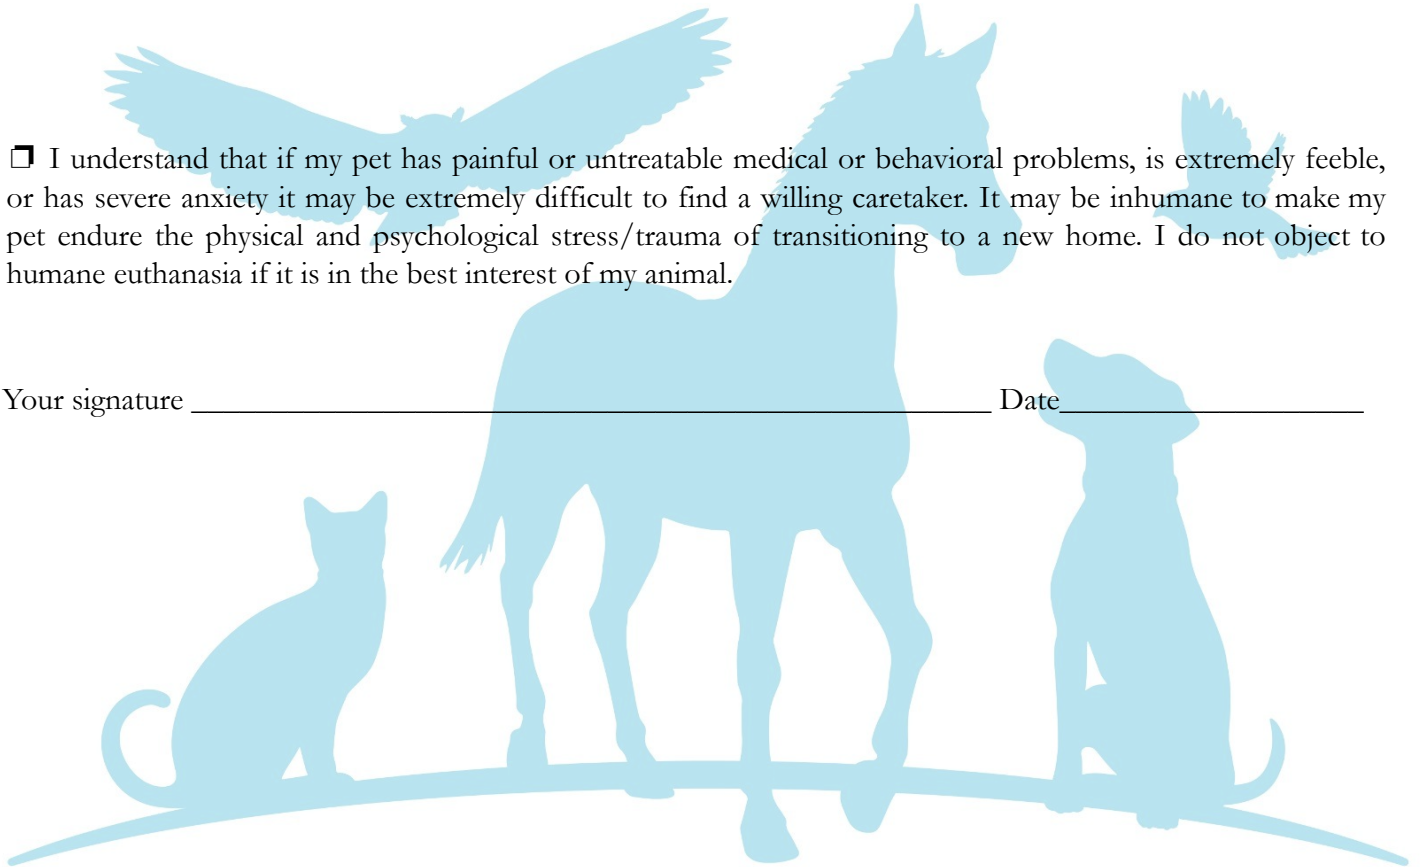 ❒ I understand that if my pet has painful or untreatable medical or behavioral problems, is extremely feeble,
or has severe anxiety it may be extremely difficult to find a willing caretaker. It may be inhumane to make my
pet endure the physical and psychological stress/trauma of transitioning to a new home. I do not object to
humane euthanasia if it is in the best interest of my animal.
Your signature __________________________________________________ Date___________________